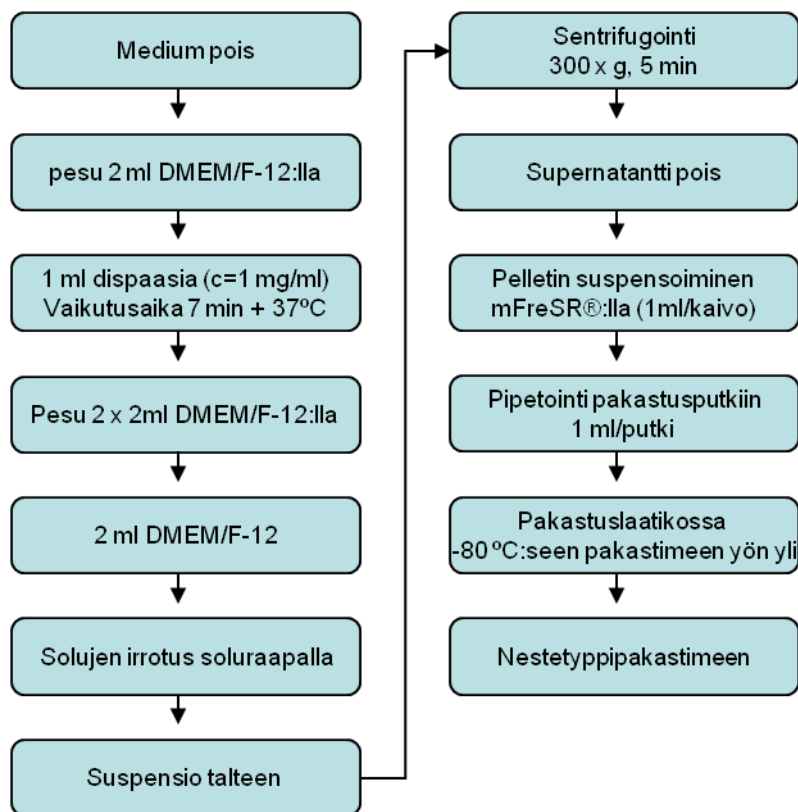 Medium pois
pesu 2 ml DMEM/F-12:lla
1 ml dispaasia (c=1 mg/ml)
Vaikutusaika 7 min + 37ºC
Pesu 2 x 2ml DMEM/F-12:lla
2 ml DMEM/F-12
Solujen irrotus soluraapalla
Suspensio talteen
Sentrifugointi
300 x g, 5 min
Supernatantti pois
Pelletin suspensoiminen
mFreSR®:lla (1ml/kaivo)
Pipetointi pakastusputkiin
1 ml/putki
Pakastuslaatikossa
-80 ºC:seen pakastimeen yön yli
Nestetyppipakastimeen